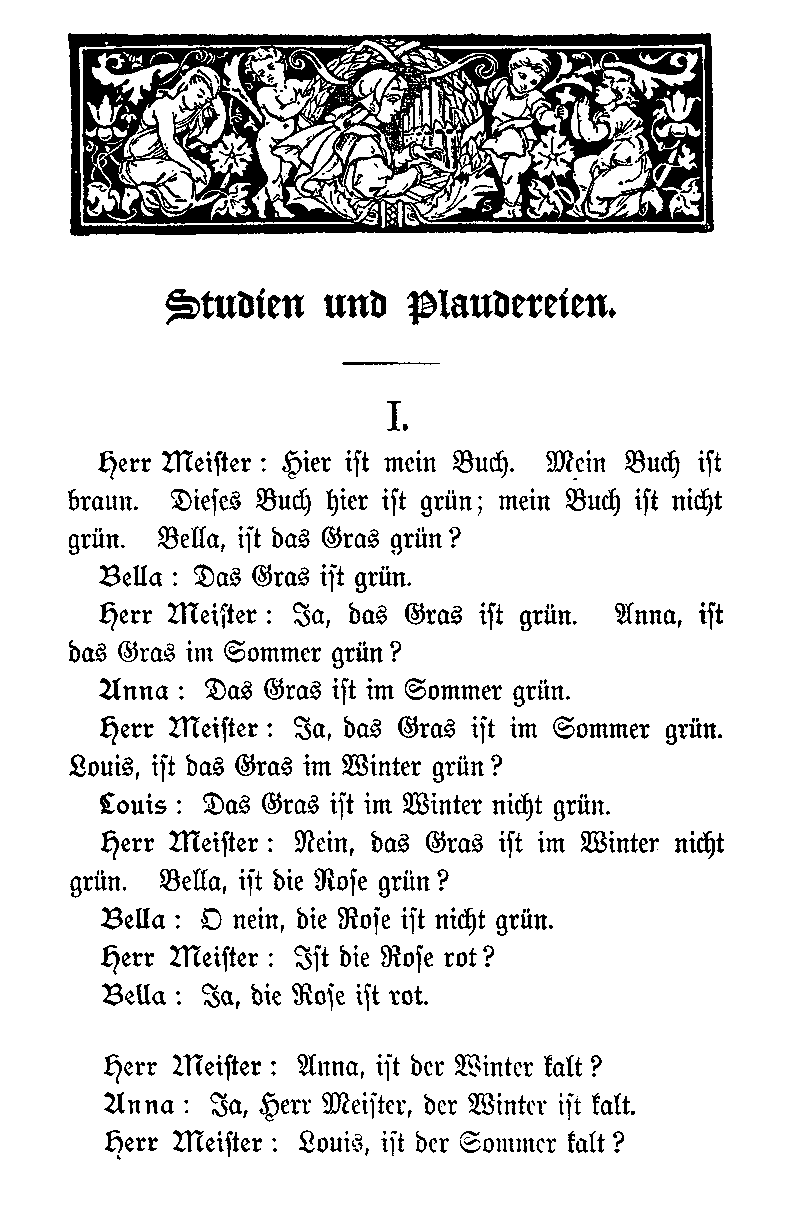 Studien und Plaudereien.
I.
Herr Meister: Hier ist mein Buch. Mein Buch ist
braun. Dieses Buch hier ist grün; mein Buch ist nicht
grün. Bella, ist das Gras grün?
Bella: Das Gras ist grün.
Herr Meister: Ja, das Gras ist grün. Anna, ist
das Gras im Sommer grün?
Anna: Das Gras ist im Sommer grün.
Herr Meister: Ja, das Gras ist im Sommer grün.
Louis, ist das Gras im Winter grün?
Louis: Das Gras ist im Winter nicht grün.
Herr Meister: Nein, das Gras ist im Winter nicht
grün. Bella, ist die Rose grün?
Bella: O nein, die Rose ist nicht grün.
Herr Meister: Ist die Rose rot?
Bella: Ja, die Rose ist rot.
Herr Meister: Anna, ist der Winter kalt?
Anna: Ja, Herr Meister, der Winter ist kalt.
Herr Meister: Louis, ist der Sommer kalt?